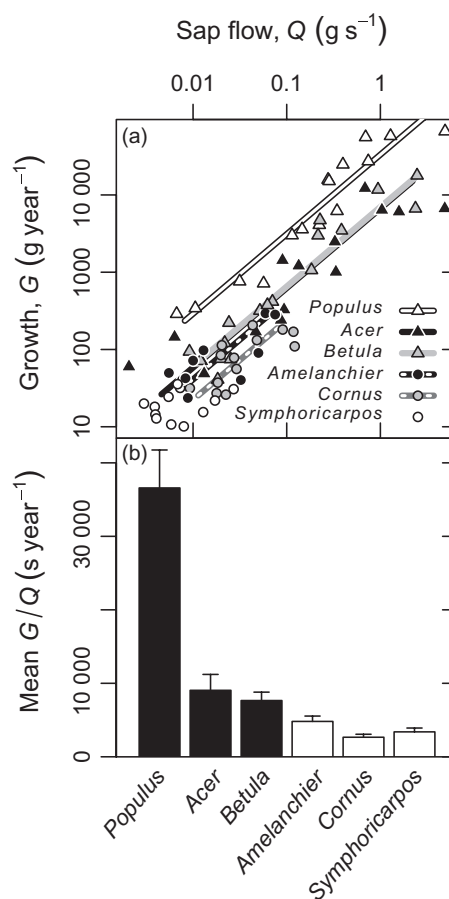 Sap flow, Q (g s⁻¹)
0.01 0.1 1
(a)
Growth, G (g year⁻¹)
10 000
1000
100
10
Populus
Acer
Betula
Amelanchier
Cornus
Symphoricarpos
(b)
Mean G/Q (s year⁻¹)
30 000
10 000
0
Populus
Acer
Betula
Amelanchier
Cornus
Symphoricarpos